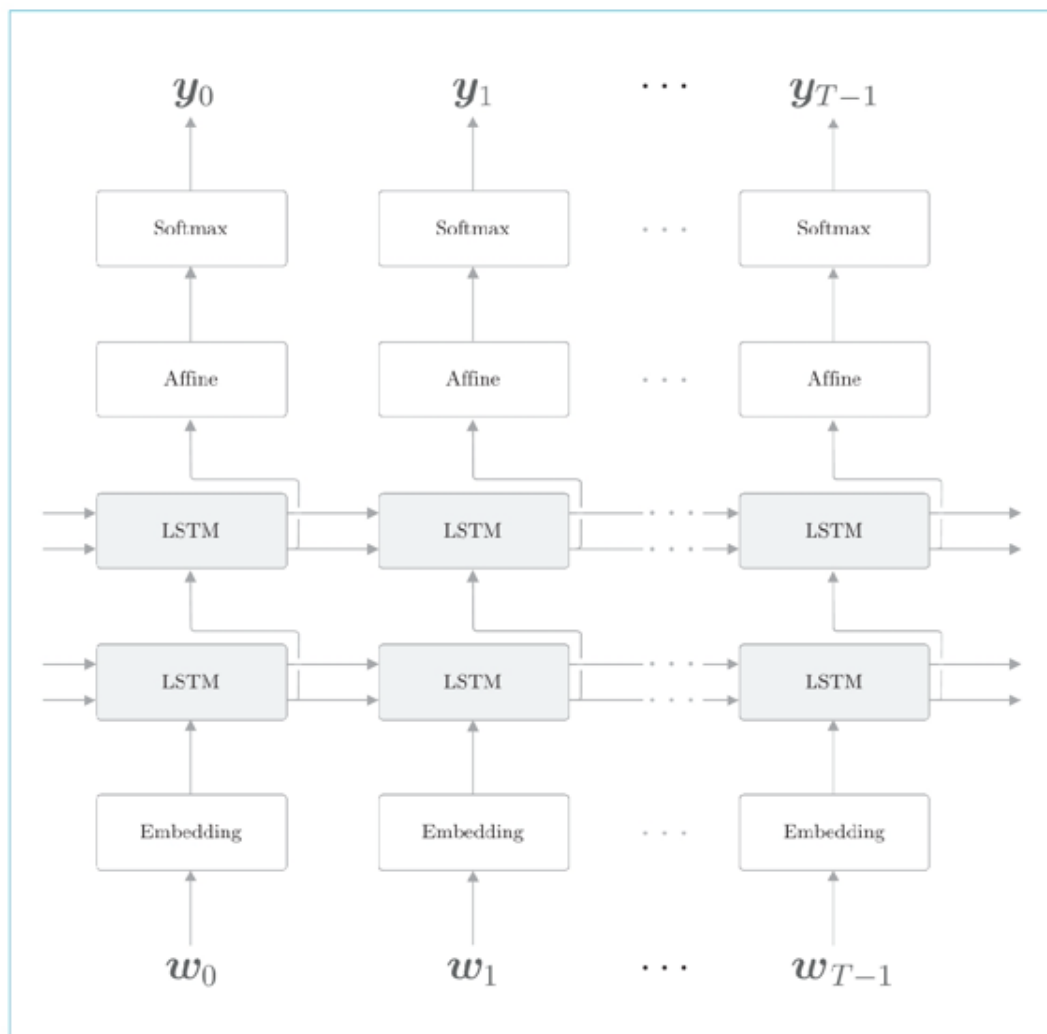 y0 y1 ··· yT−1
Softmax Softmax ··· Softmax
Affine Affine ··· Affine
LSTM LSTM ··· LSTM
LSTM LSTM ··· LSTM
Embedding Embedding ··· Embedding
w0 w1 ··· wT−1